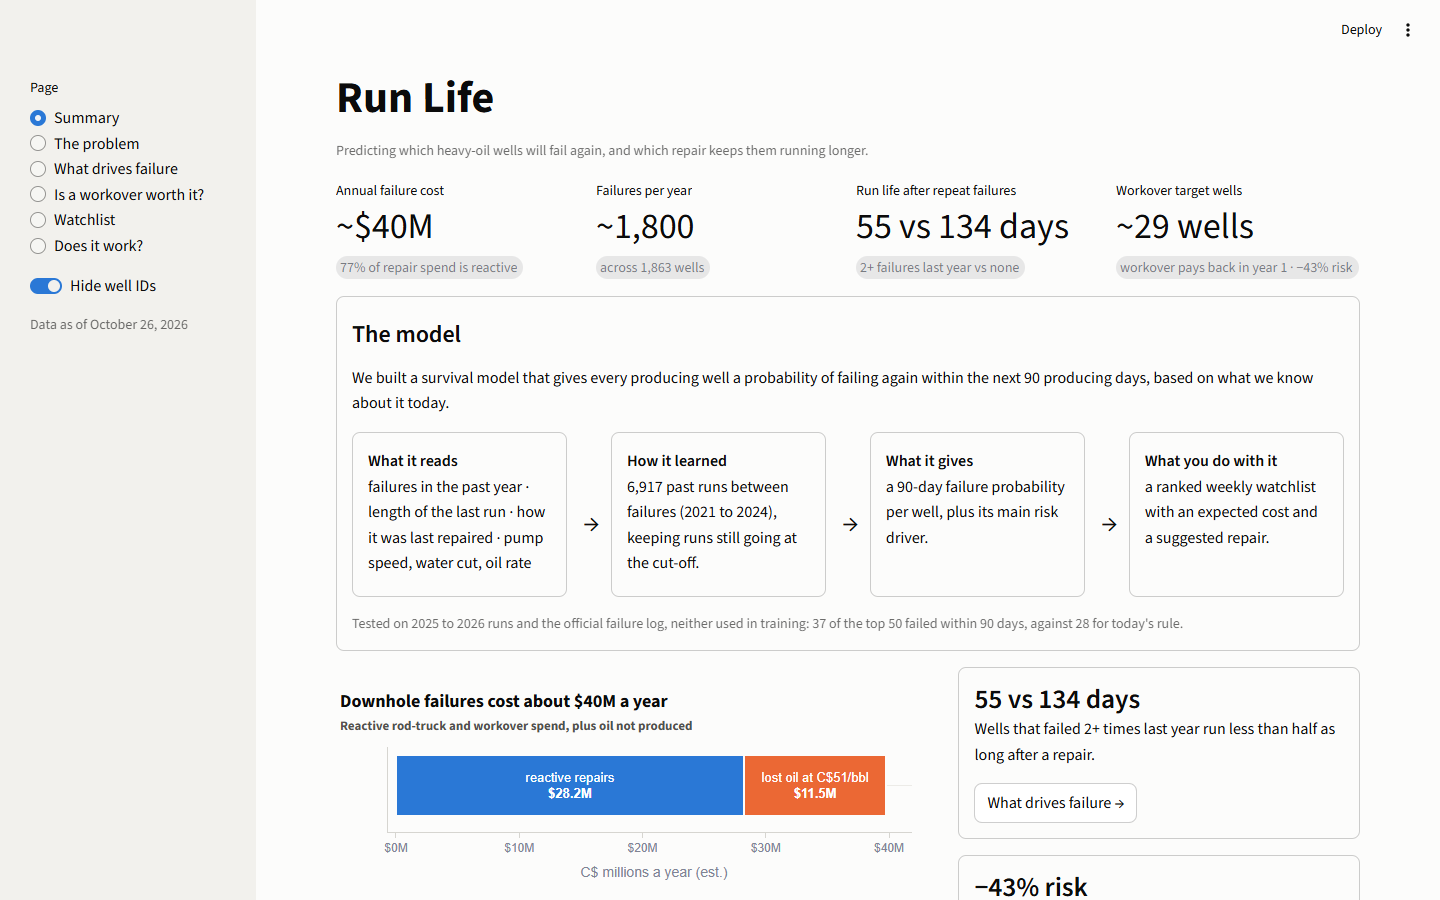 Deploy
Page
Summary
The problem
What drives failure
Is a workover worth it?
Watchlist
Does it work?
Hide well IDs
Data as of October 26, 2026
Run Life
Predicting which heavy-oil wells will fail again, and which repair keeps them running longer.
Annual failure cost
~$40M
77% of repair spend is reactive
Failures per year
~1,800
across 1,863 wells
Run life after repeat failures
55 vs 134 days
2+ failures last year vs none
Workover target wells
~29 wells
workover pays back in year 1 · −43% risk
The model
We built a survival model that gives every producing well a probability of failing again within the next 90 producing days, based on what we know
about it today.
What it reads
failures in the past year ·
length of the last run · how
it was last repaired · pump
speed, water cut, oil rate
→
How it learned
6,917 past runs between
failures (2021 to 2024),
keeping runs still going at
the cut-off.
→
What it gives
a 90-day failure probability
per well, plus its main risk
driver.
→
What you do with it
a ranked weekly watchlist
with an expected cost and
a suggested repair.
Tested on 2025 to 2026 runs and the official failure log, neither used in training: 37 of the top 50 failed within 90 days, against 28 for today's rule.
Downhole failures cost about $40M a year
Reactive rod-truck and workover spend, plus oil not produced
reactive repairs
$28.2M
lost oil at C$51/bbl
$11.5M
$0M
$10M
$20M
$30M
$40M
C$ millions a year (est.)
55 vs 134 days
Wells that failed 2+ times last year run less than half as
long after a repair.
What drives failure →
−43% risk